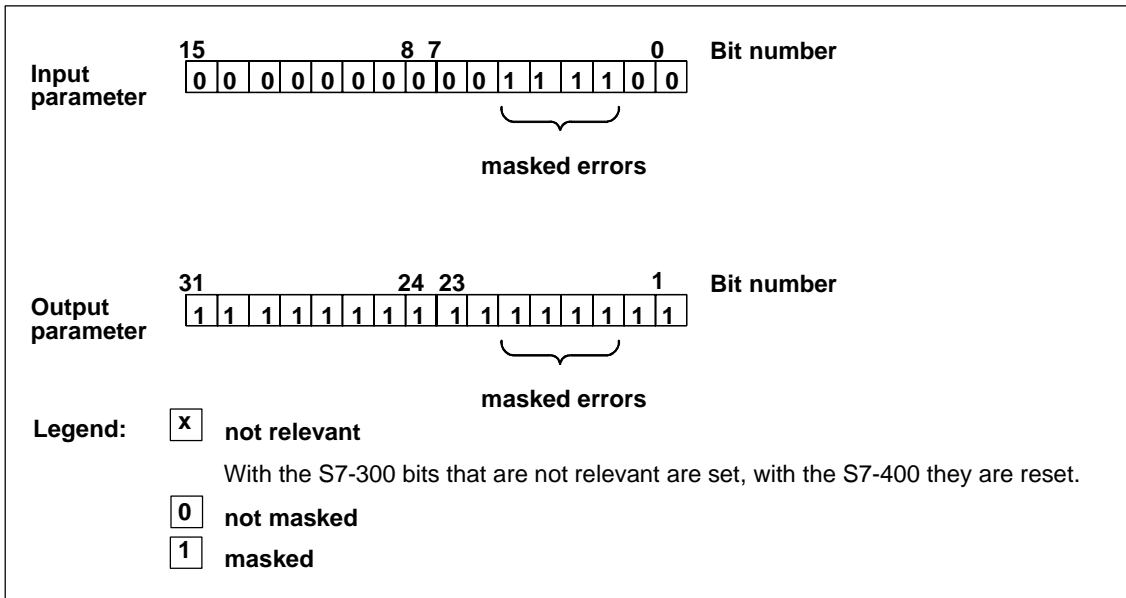 15 8 7 0 Bit number
Input
parameter
0 0 0 0 0 0 0 0 0 0 1 1 1 1 0 0
masked errors
31 24 23 1 Bit number
Output
parameter
1 1 1 1 1 1 1 1 1 1 1 1 1 1 1 1
masked errors
Legend: x not relevant
With the S7-300 bits that are not relevant are set, with the S7-400 they are reset.
0 not masked
1 masked